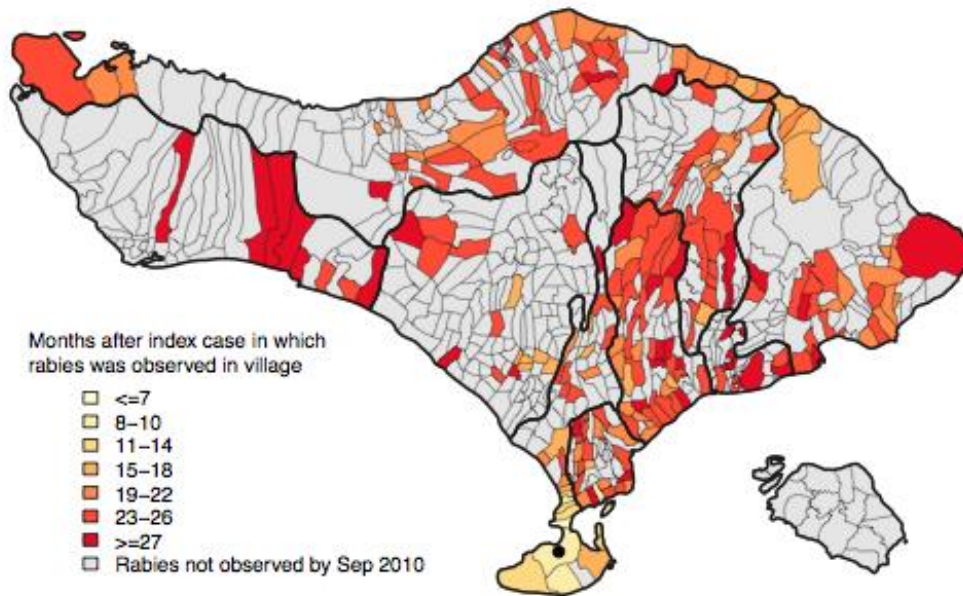 Months after index case in which
rabies was observed in village
<=7
8–10
11–14
15–18
19–22
23–26
>=27
Rabies not observed by Sep 2010